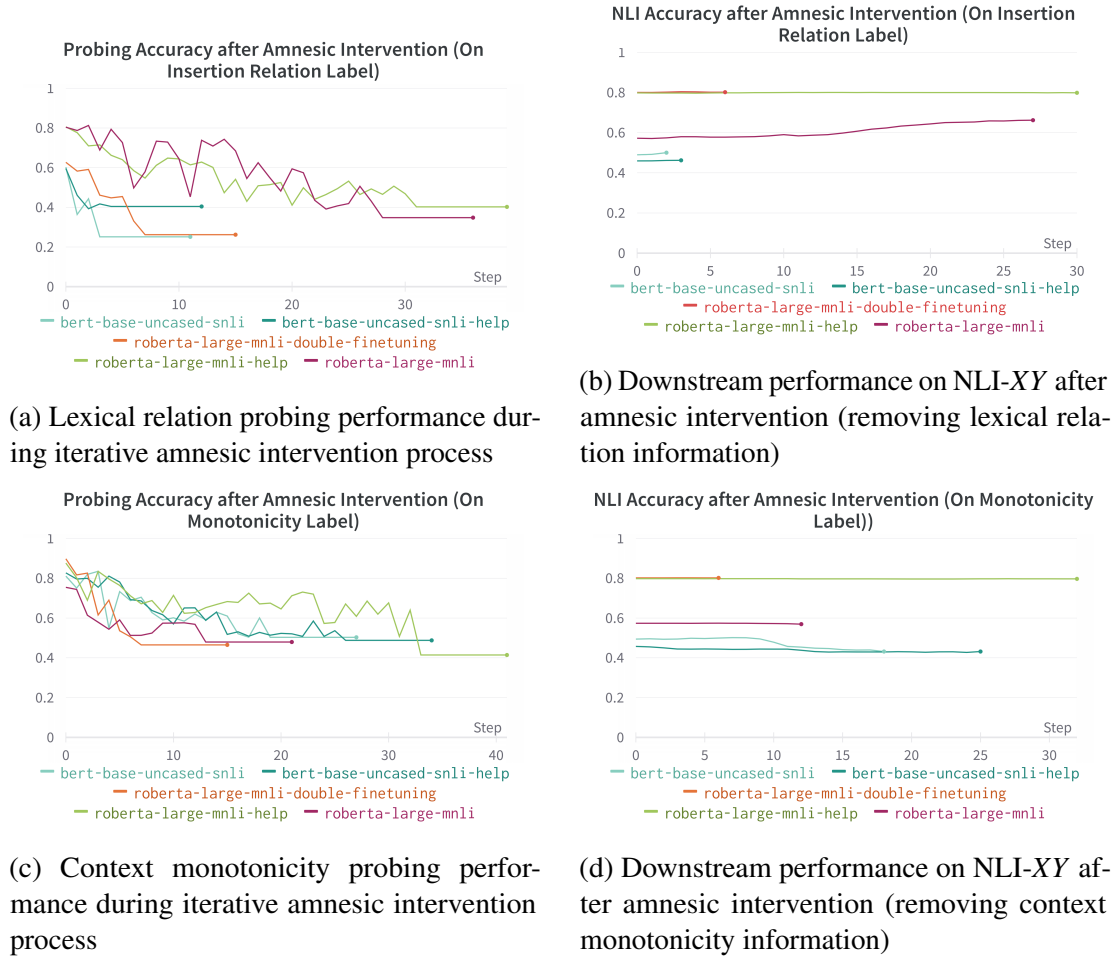 Probing Accuracy after Amnesic Intervention (On
Insertion Relation Label)
1
0.8
0.6
0.4
0.2
0
Step
0
10
20
30
bert-base-uncased-snli bert-base-uncased-snli-help
roberta-large-mnli-double-finetuning
roberta-large-mnli-help roberta-large-mnli
(a) Lexical relation probing performance dur-
ing iterative amnesic intervention process
NLI Accuracy after Amnesic Intervention (On Insertion
Relation Label)
1
0.8
0.6
0.4
0.2
0
Step
0
5
10
15
20
25
30
bert-base-uncased-snli bert-base-uncased-snli-help
roberta-large-mnli-double-finetuning
roberta-large-mnli-help roberta-large-mnli
(b) Downstream performance on NLI-XY after
amnesic intervention (removing lexical rela-
tion information)
Probing Accuracy after Amnesic Intervention (On
Monotonicity Label)
1
0.8
0.6
0.4
0.2
0
Step
0
10
20
30
40
bert-base-uncased-snli bert-base-uncased-snli-help
roberta-large-mnli-double-finetuning
roberta-large-mnli-help roberta-large-mnli
(c) Context monotonicity probing perfor-
mance during iterative amnesic intervention
process
NLI Accuracy after Amnesic Intervention (On Monotonicity
Label))
1
0.8
0.6
0.4
0.2
0
Step
0
5
10
15
20
25
30
bert-base-uncased-snli bert-base-uncased-snli-help
roberta-large-mnli-double-finetuning
roberta-large-mnli-help roberta-large-mnli
(d) Downstream performance on NLI-XY af-
ter amnesic intervention (removing context
monotonicity information)